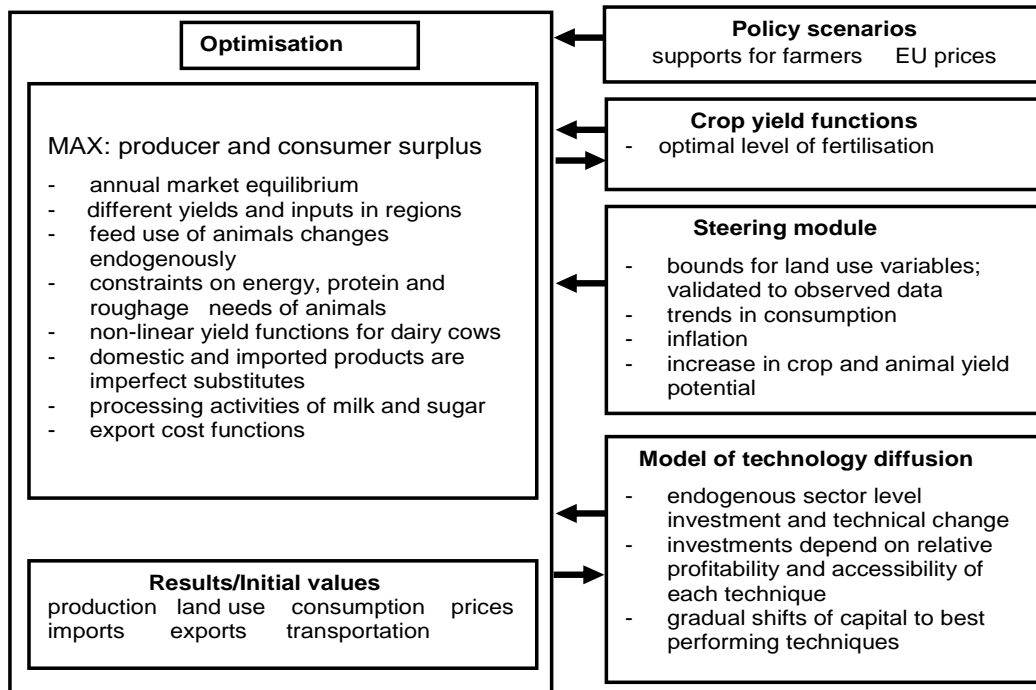 Optimisation
MAX: producer and consumer surplus
- annual market equilibrium
- different yields and inputs in regions
- feed use of animals changes
endogenously
- constraints on energy, protein and
roughage needs of animals
- non-linear yield functions for dairy cows
- domestic and imported products are
imperfect substitutes
- processing activities of milk and sugar
- export cost functions
Results/Initial values
production land use consumption prices
imports exports transportation
Policy scenarios
supports for farmers EU prices
Crop yield functions
- optimal level of fertilisation
Steering module
- bounds for land use variables;
validated to observed data
- trends in consumption
- inflation
- increase in crop and animal yield
potential
Model of technology diffusion
- endogenous sector level
investment and technical change
- investments depend on relative
profitability and accessibility of
each technique
- gradual shifts of capital to best
performing techniques